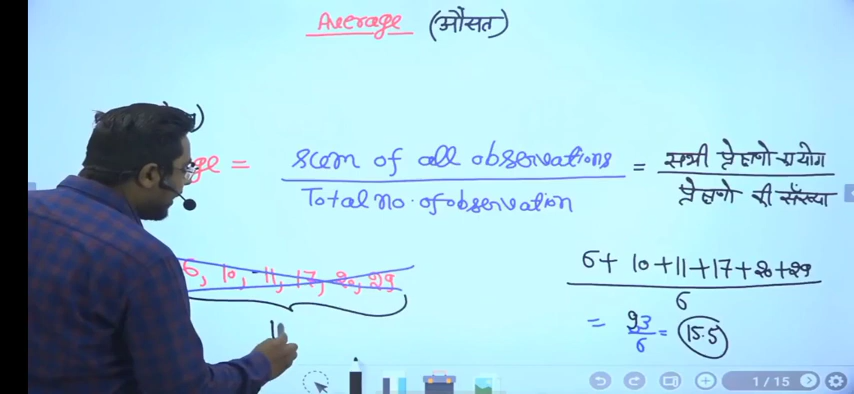 Average (औसत)
ge = sum of all observations = सभी प्रेक्षणो का योग
Total no. of observation प्रेक्षणो की संख्या
6, 10, 11, 17, 20, 29
6 + 10 + 11 + 17 + 20 + 29
6
= 93 = 15.5
6
1 / 15